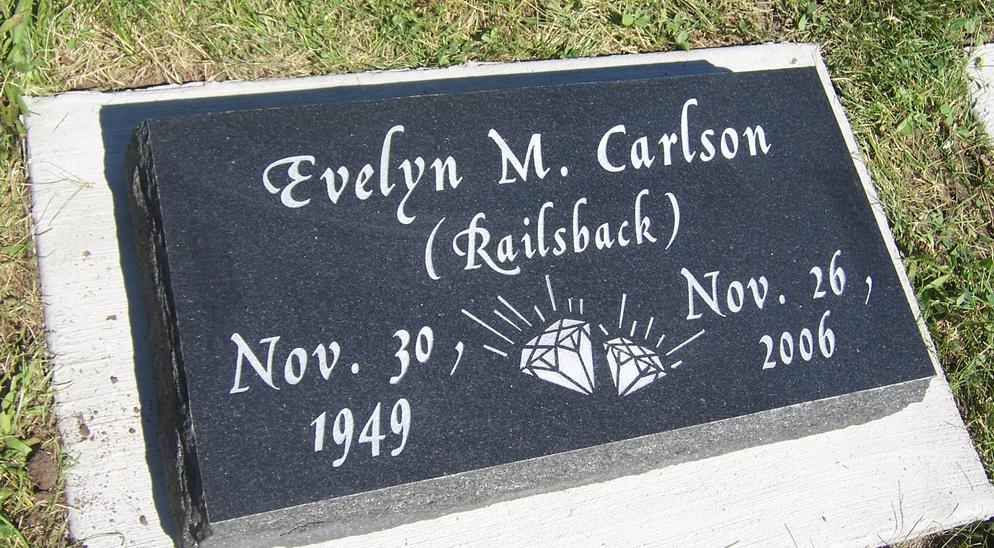 Evelyn M. Carlson
(Railsback)
Nov. 30,
1949
Nov. 26,
2006